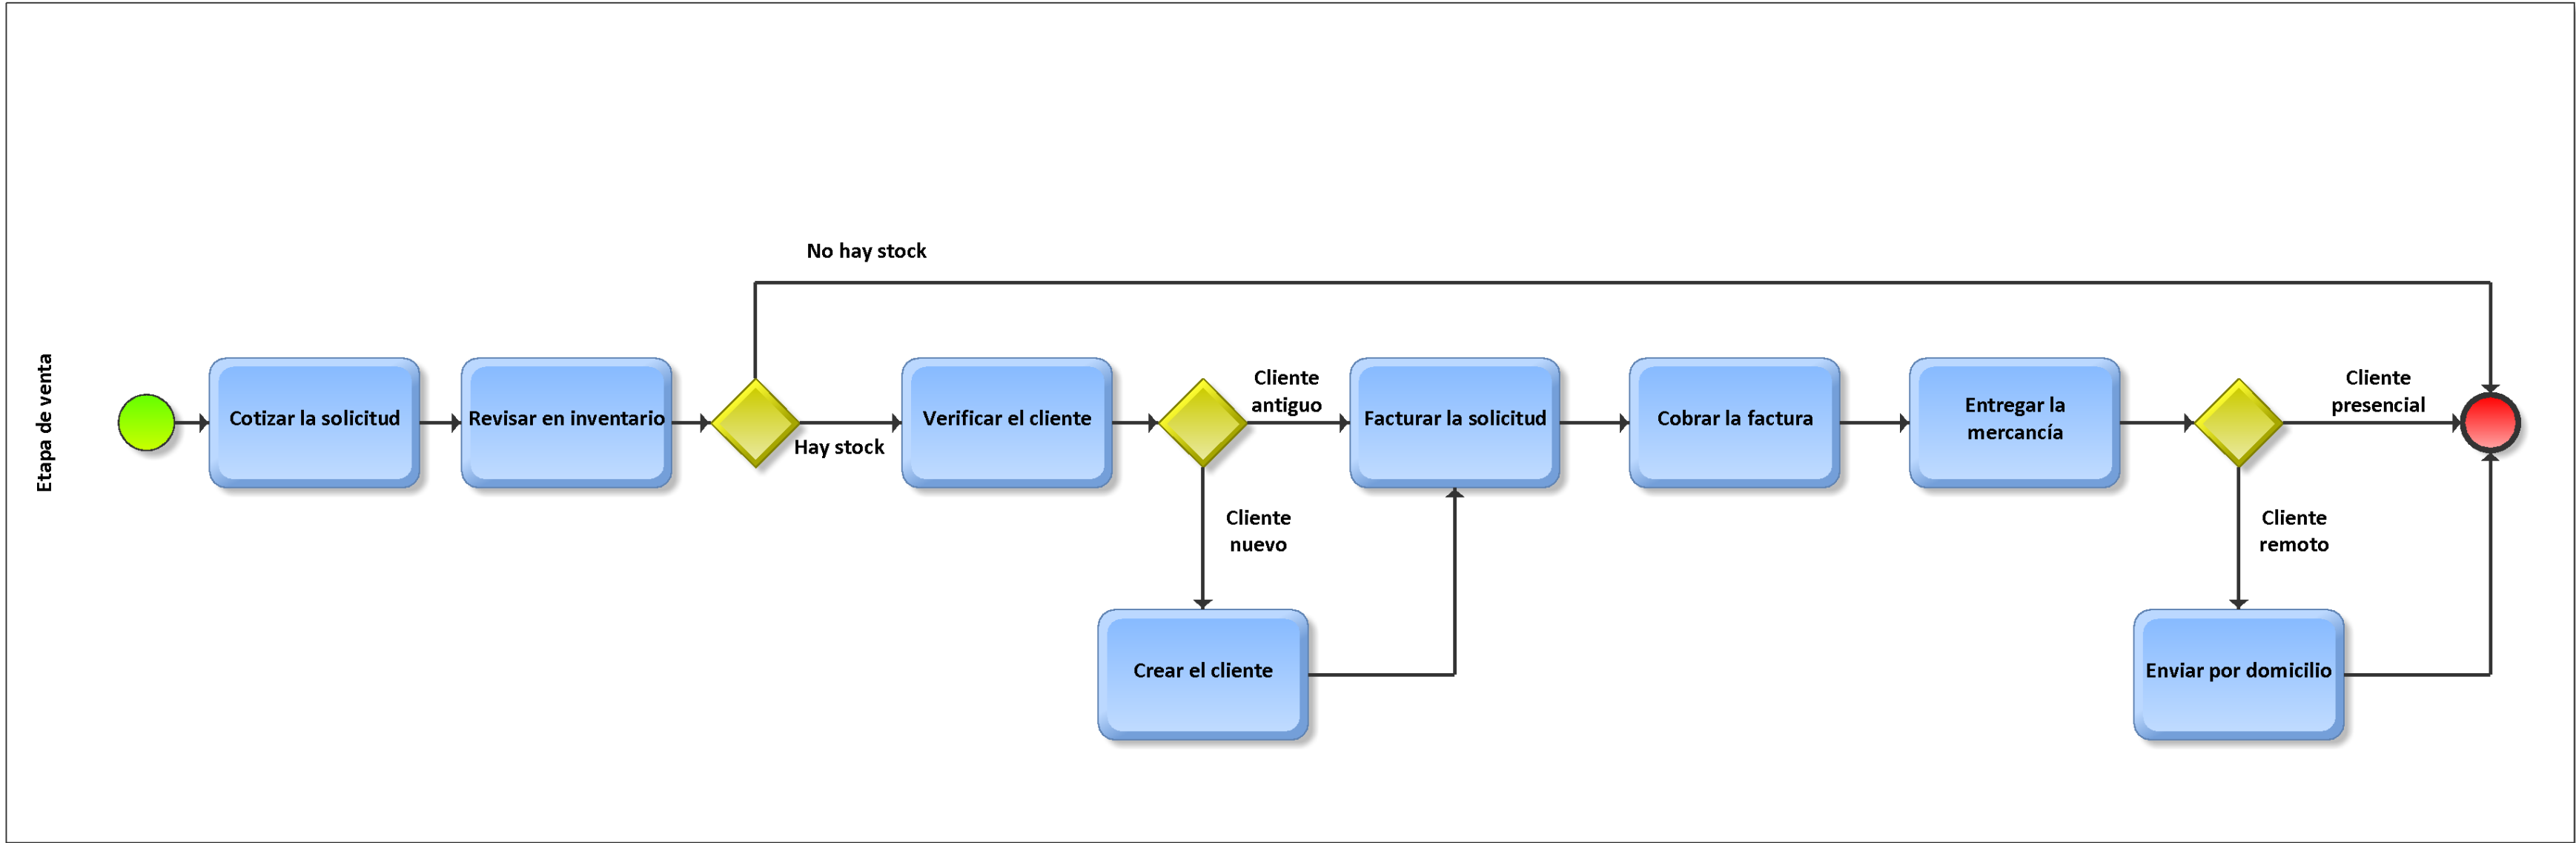 Etapa de venta
Cotizar la solicitud
Revisar en inventario
No hay stock
Hay stock
Verificar el cliente
Cliente
antiguo
Cliente
nuevo
Crear el cliente
Facturar la solicitud
Cobrar la factura
Entregar la
mercancía
Cliente
presencial
Cliente
remoto
Enviar por domicilio